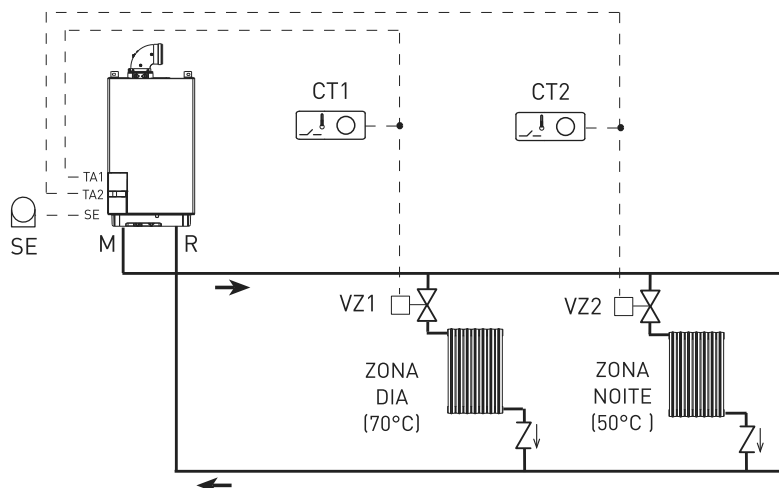 CT1
CT2
TA1
TA2
SE
SE
M
R
VZ1
VZ2
ZONA
DIA
(70°C)
ZONA
NOITE
(50°C )